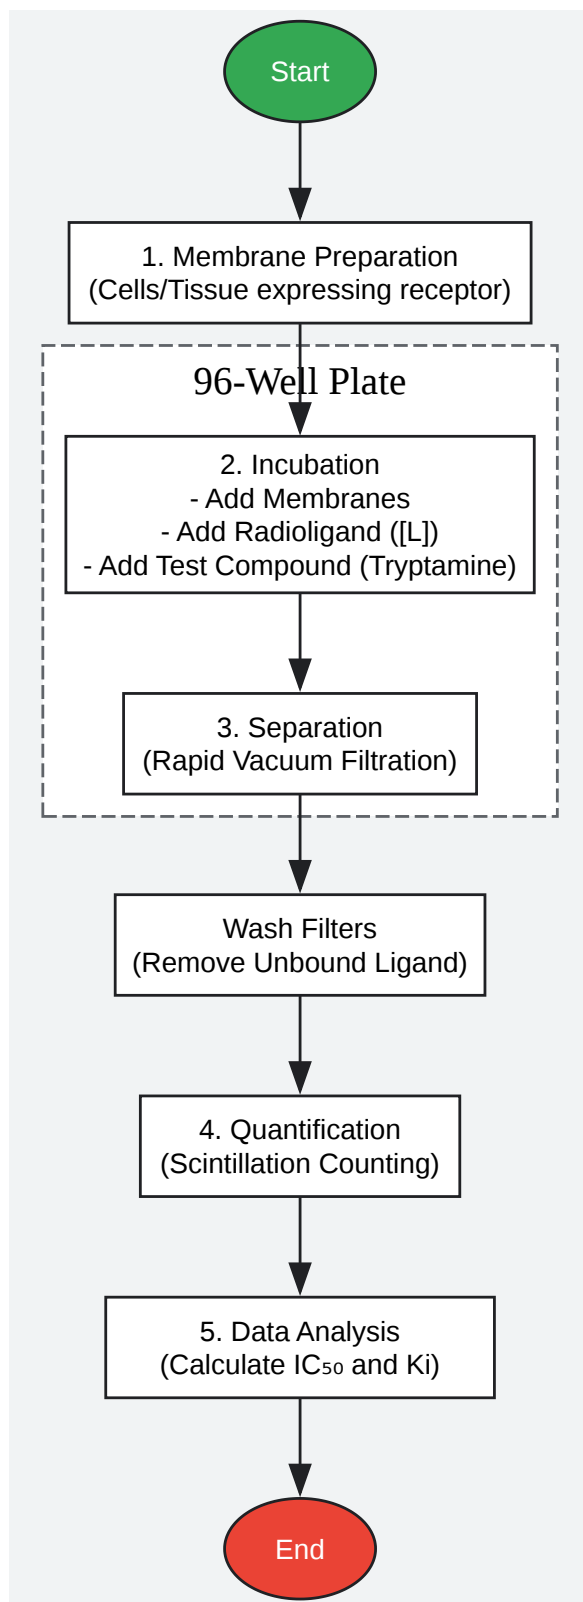 Start
1. Membrane Preparation
(Cells/Tissue expressing receptor)
96-Well Plate
2. Incubation
- Add Membranes
- Add Radioligand ([L])
- Add Test Compound (Tryptamine)
3. Separation
(Rapid Vacuum Filtration)
Wash Filters
(Remove Unbound Ligand)
4. Quantification
(Scintillation Counting)
5. Data Analysis
(Calculate IC₅₀ and Ki)
End